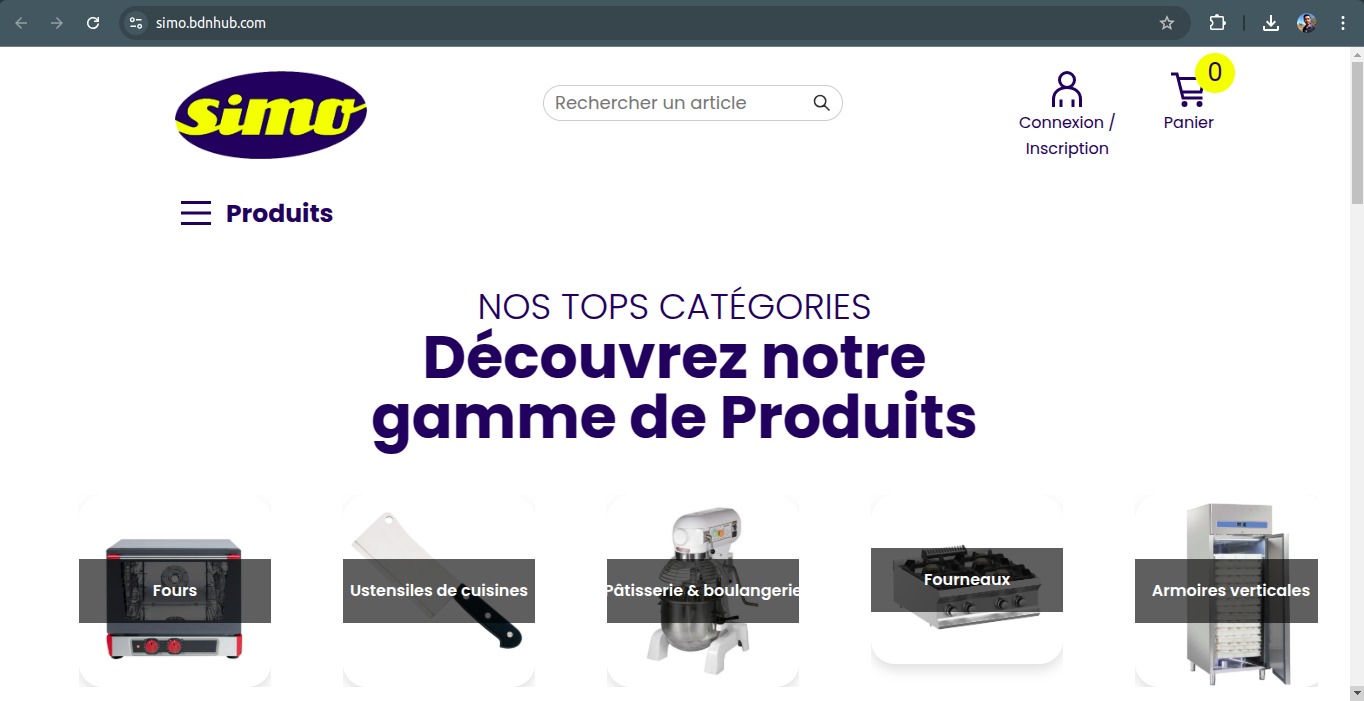 simo.bdnhub.com
simo
Rechercher un article
Connexion /
Inscription
0
Panier
Produits
NOS TOPS CATÉGORIES
Découvrez notre
gamme de Produits
Fours
Ustensiles de cuisines
Pâtisserie & boulangerie
Fourneaux
Armoires verticales